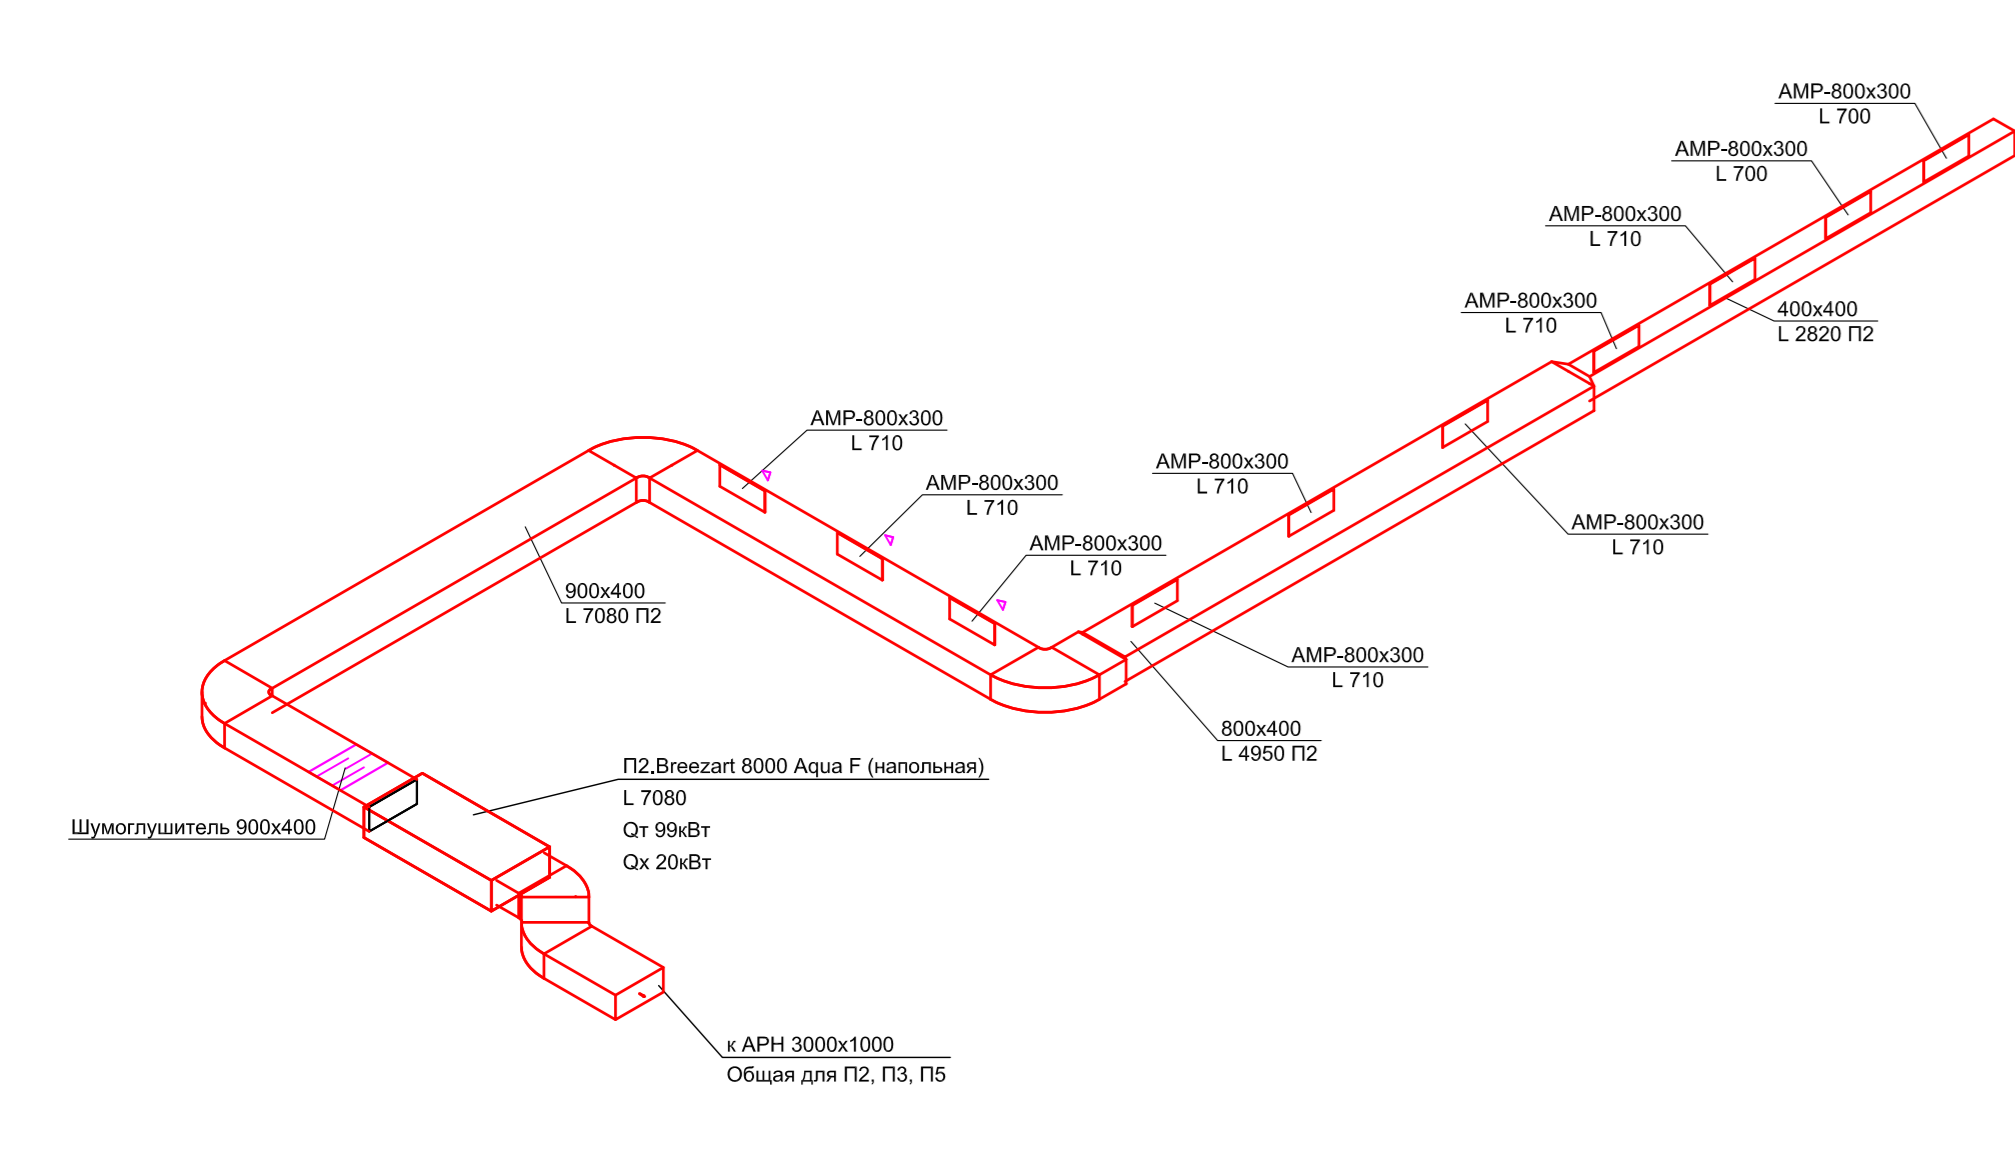 АМР-800х300
L 700
АМР-800х300
L 700
АМР-800х300
L 710
АМР-800х300
L 710
400х400
L 2820 П2
АМР-800х300
L 710
АМР-800х300
L 710
АМР-800х300
L 710
АМР-800х300
L 710
АМР-800х300
L 710
900х400
L 7080 П2
АМР-800х300
L 710
800х400
L 4950 П2
П2.Breezart 8000 Aqua F (напольная)
L 7080
Qт 99кВт
Qх 20кВт
Шумоглушитель 900х400
к АРН 3000х1000
Общая для П2, П3, П5